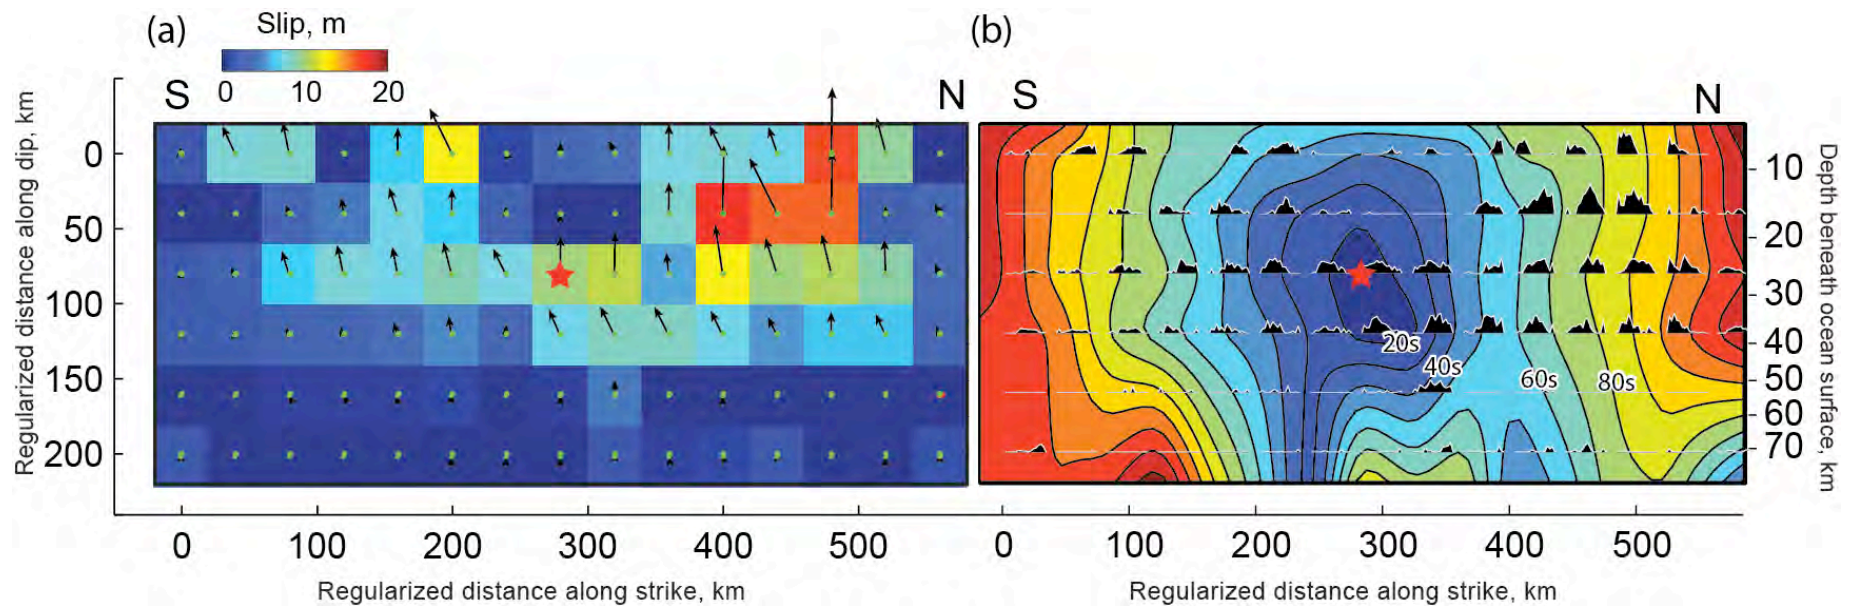 (a)
Slip, m
0 10 20
S N
Regularized distance along dip, km
0
50
100
150
200
0 100 200 300 400 500
Regularized distance along strike, km
(b)
S N
20s
40s
60s
80s
10
20
30
40
50
60
70
Depth beneath ocean surface, km
0 100 200 300 400 500
Regularized distance along strike, km